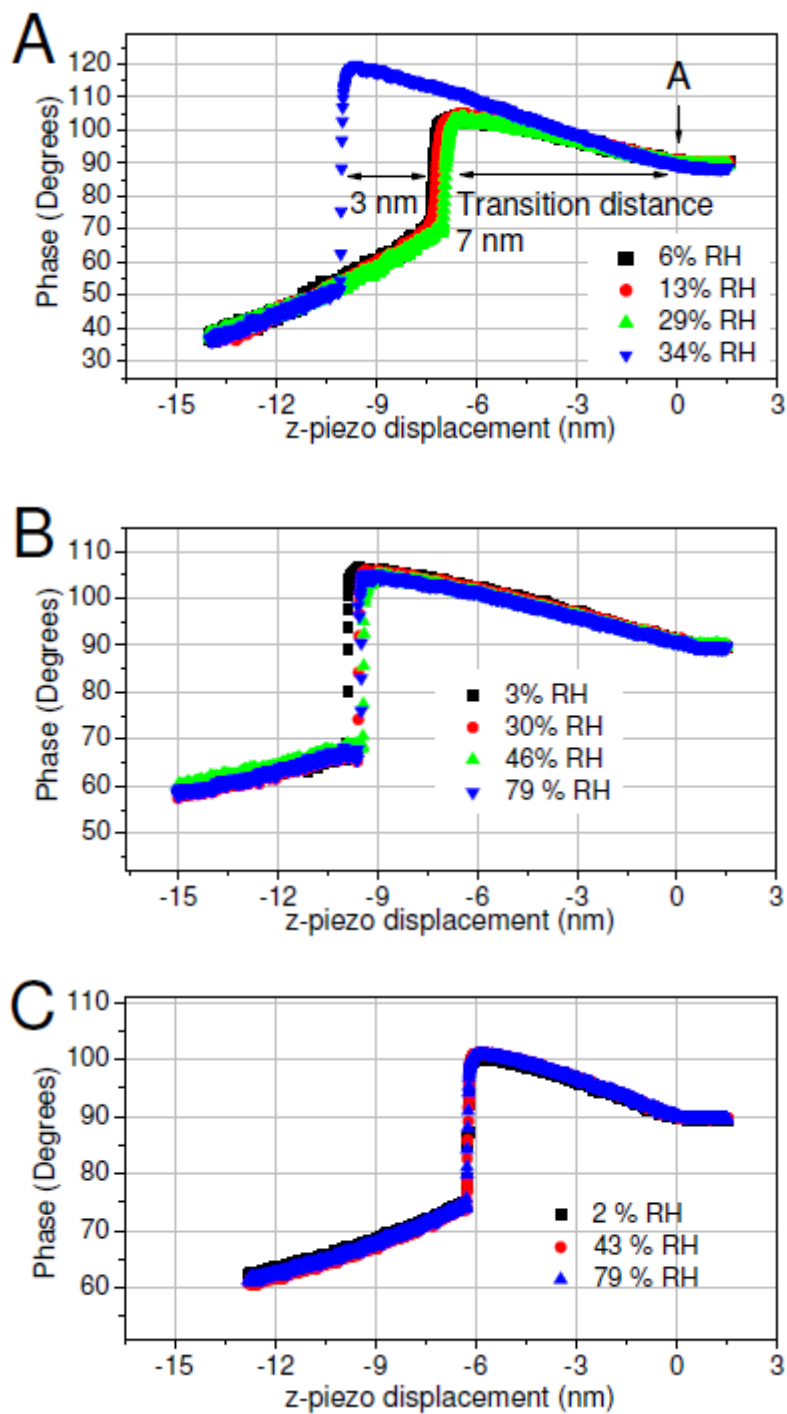 A
120
110
100
90
80
70
60
50
40
30
Phase (Degrees)
A
3 nm
Transition distance
7 nm
6% RH
13% RH
29% RH
34% RH
-15 -12 -9 -6 -3 0 3
z-piezo displacement (nm)
B
110
100
90
80
70
60
50
Phase (Degrees)
3% RH
30% RH
46% RH
79 % RH
-15 -12 -9 -6 -3 0 3
z-piezo displacement (nm)
C
110
100
90
80
70
60
Phase (Degrees)
2 % RH
43 % RH
79 % RH
-15 -12 -9 -6 -3 0 3
z-piezo displacement (nm)